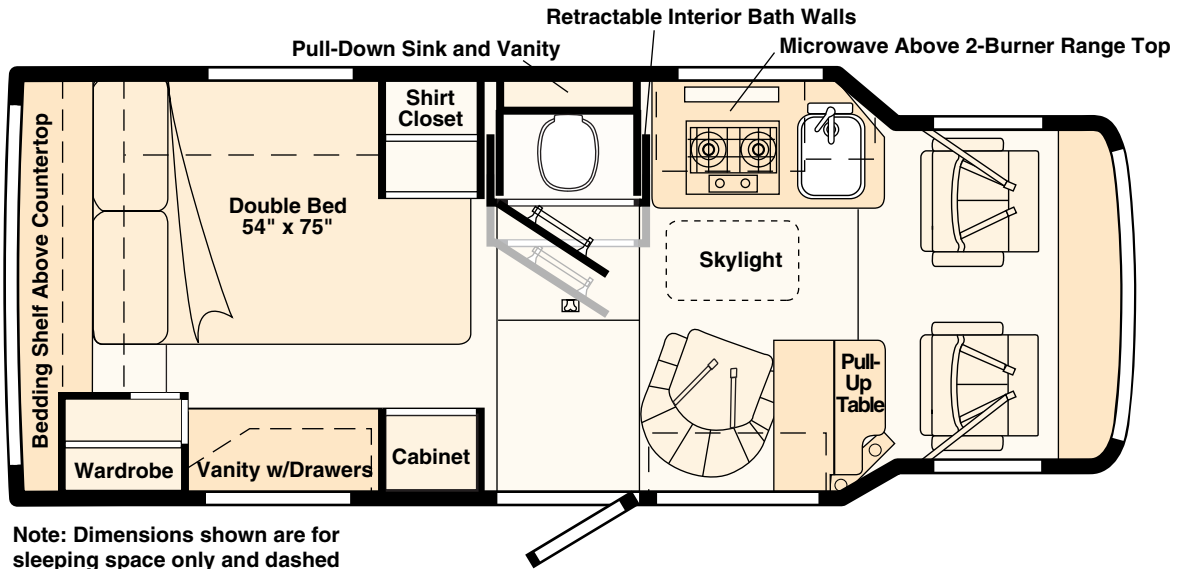 Retractable Interior Bath Walls
Pull-Down Sink and Vanity
Microwave Above 2-Burner Range Top
Bedding Shelf Above Countertop
Shirt
Closet
Double Bed
54" x 75"
Skylight
Pull-
Up
Table
Wardrobe
Vanity w/Drawers
Cabinet
Note: Dimensions shown are for
sleeping space only and dashed